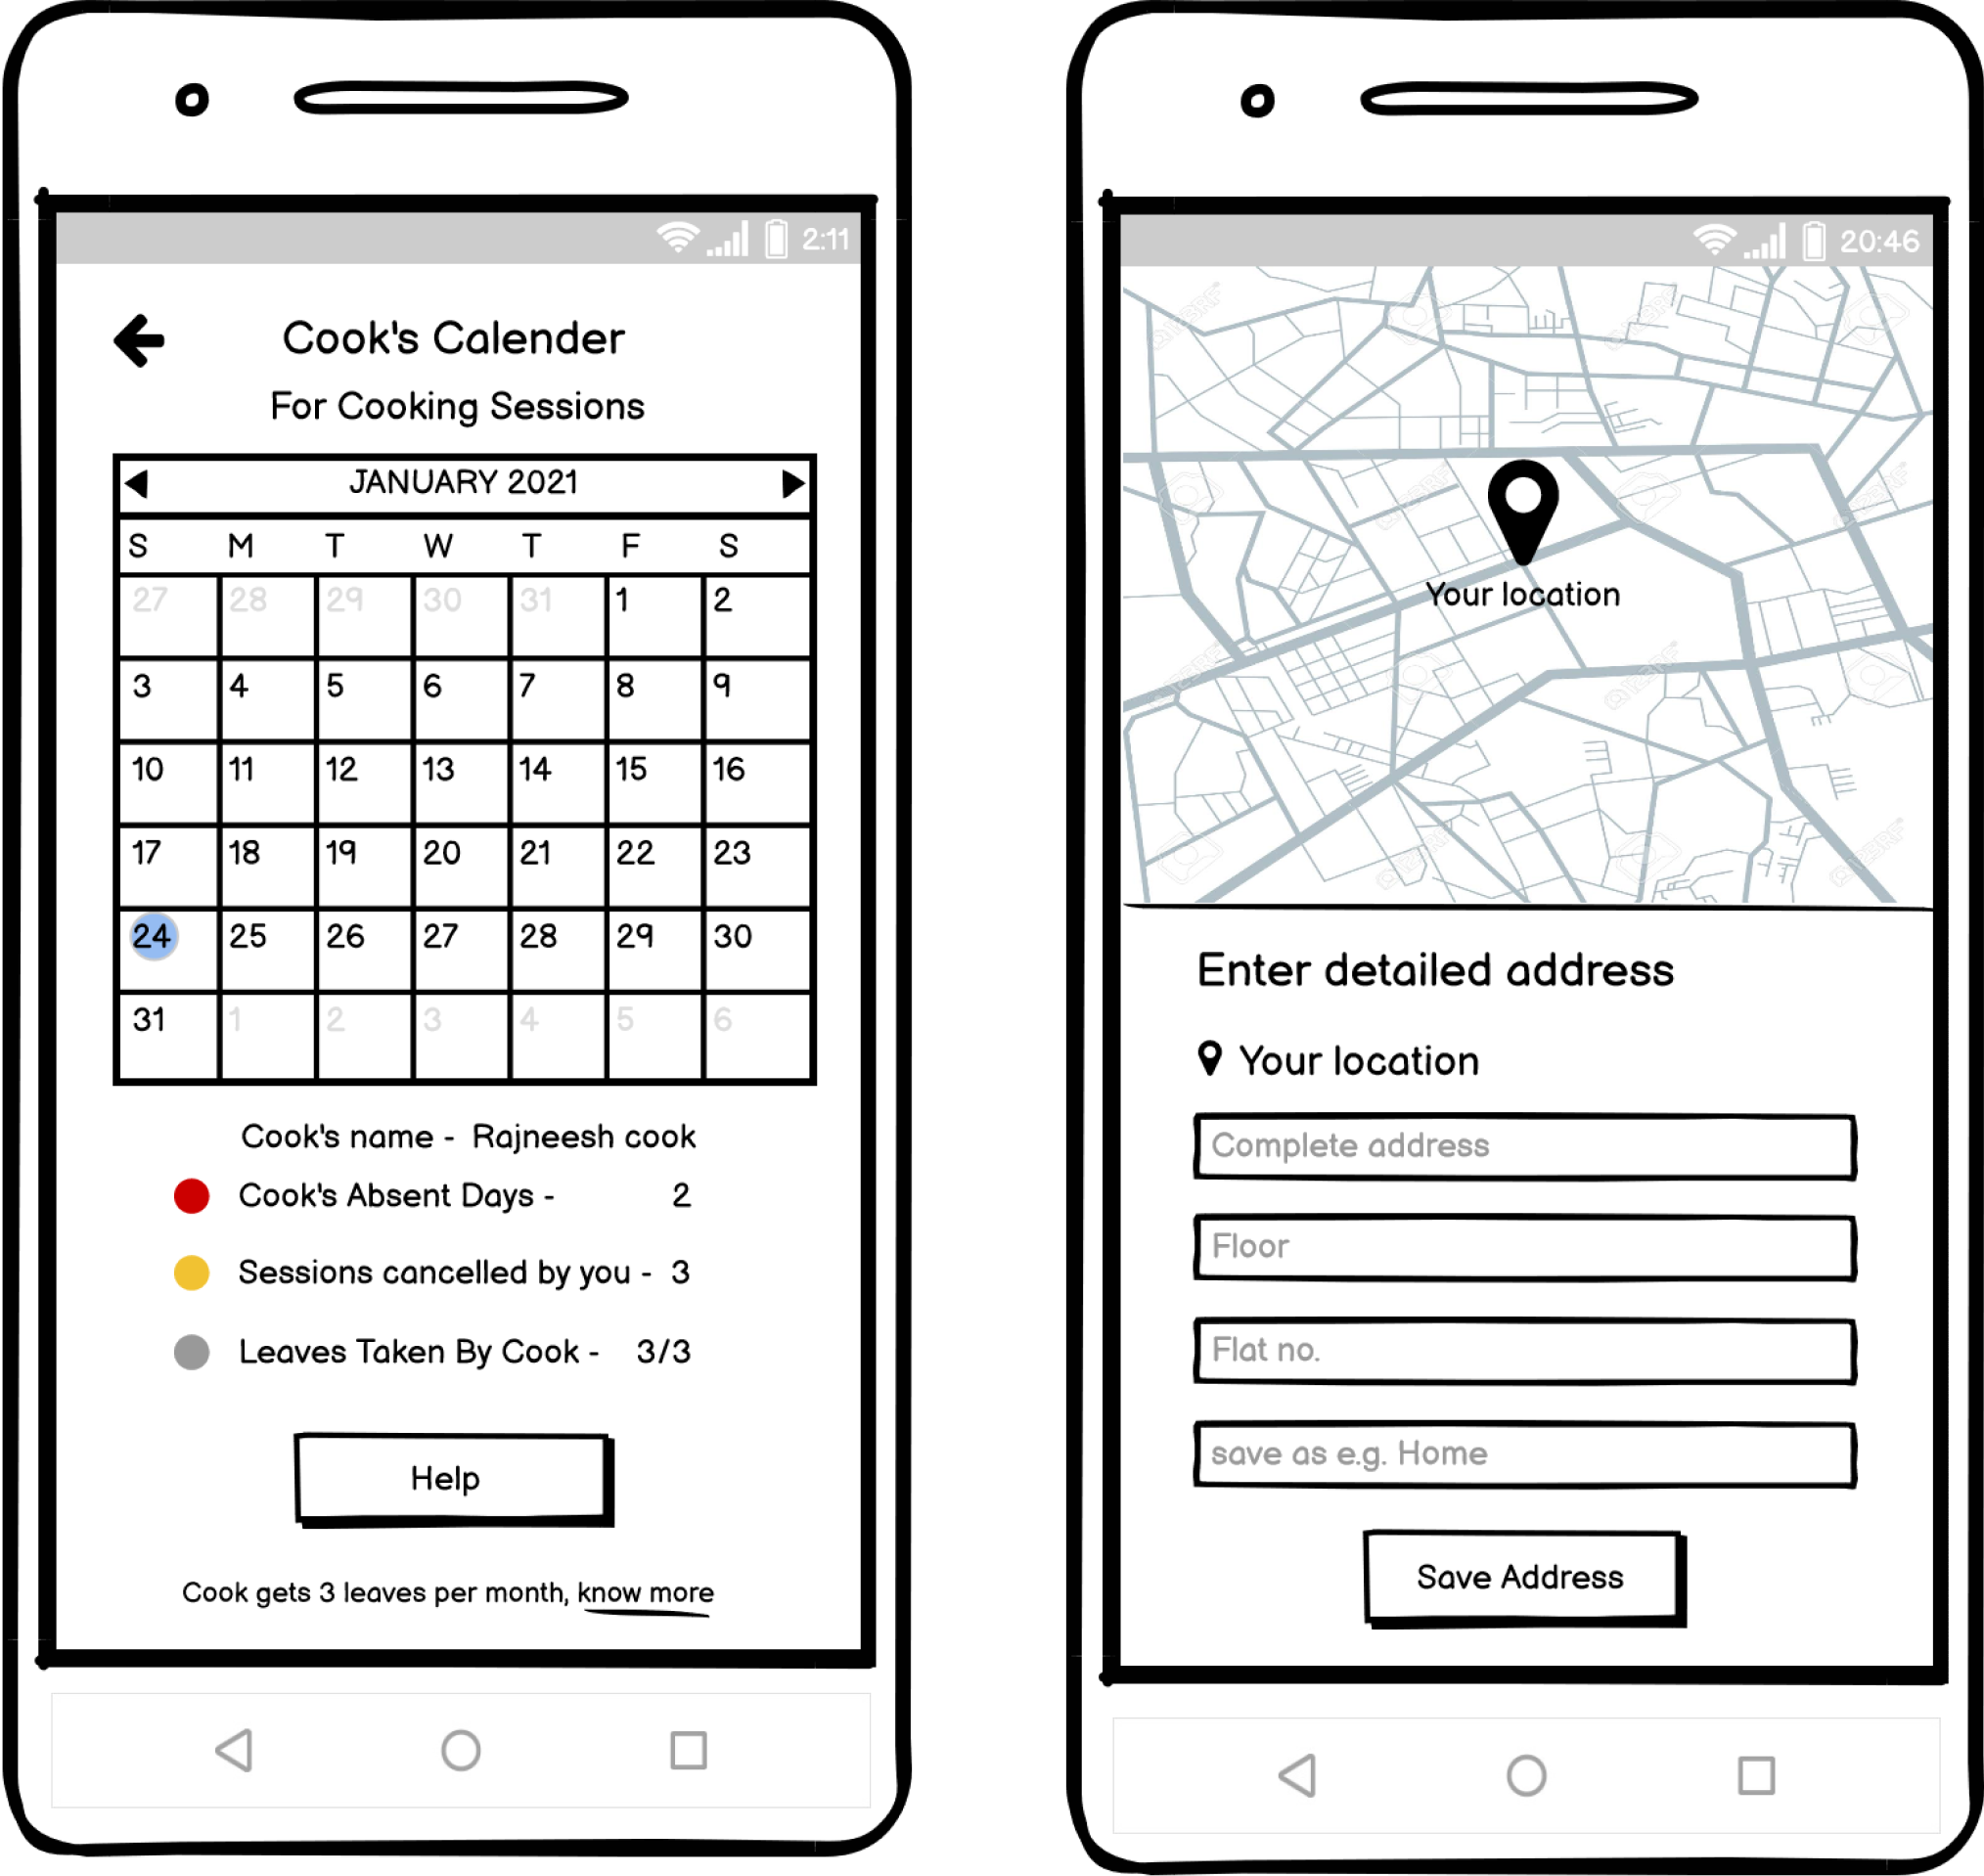 2:11
Cook's Calender
For Cooking Sessions
JANUARY 2021
S M T W T F S
27 28 29 30 31 1 2
3 4 5 6 7 8 9
10 11 12 13 14 15 16
17 18 19 20 21 22 23
24 25 26 27 28 29 30
31 1 2 3 4 5 6
Cook's name - Rajneesh cook
Cook's Absent Days - 2
Sessions cancelled by you - 3
Leaves Taken By Cook - 3/3
Help
Cook gets 3 leaves per month, know more
20:46
Your location
Enter detailed address
Your location
Complete address
Floor
Flat no.
save as e.g. Home
Save Address